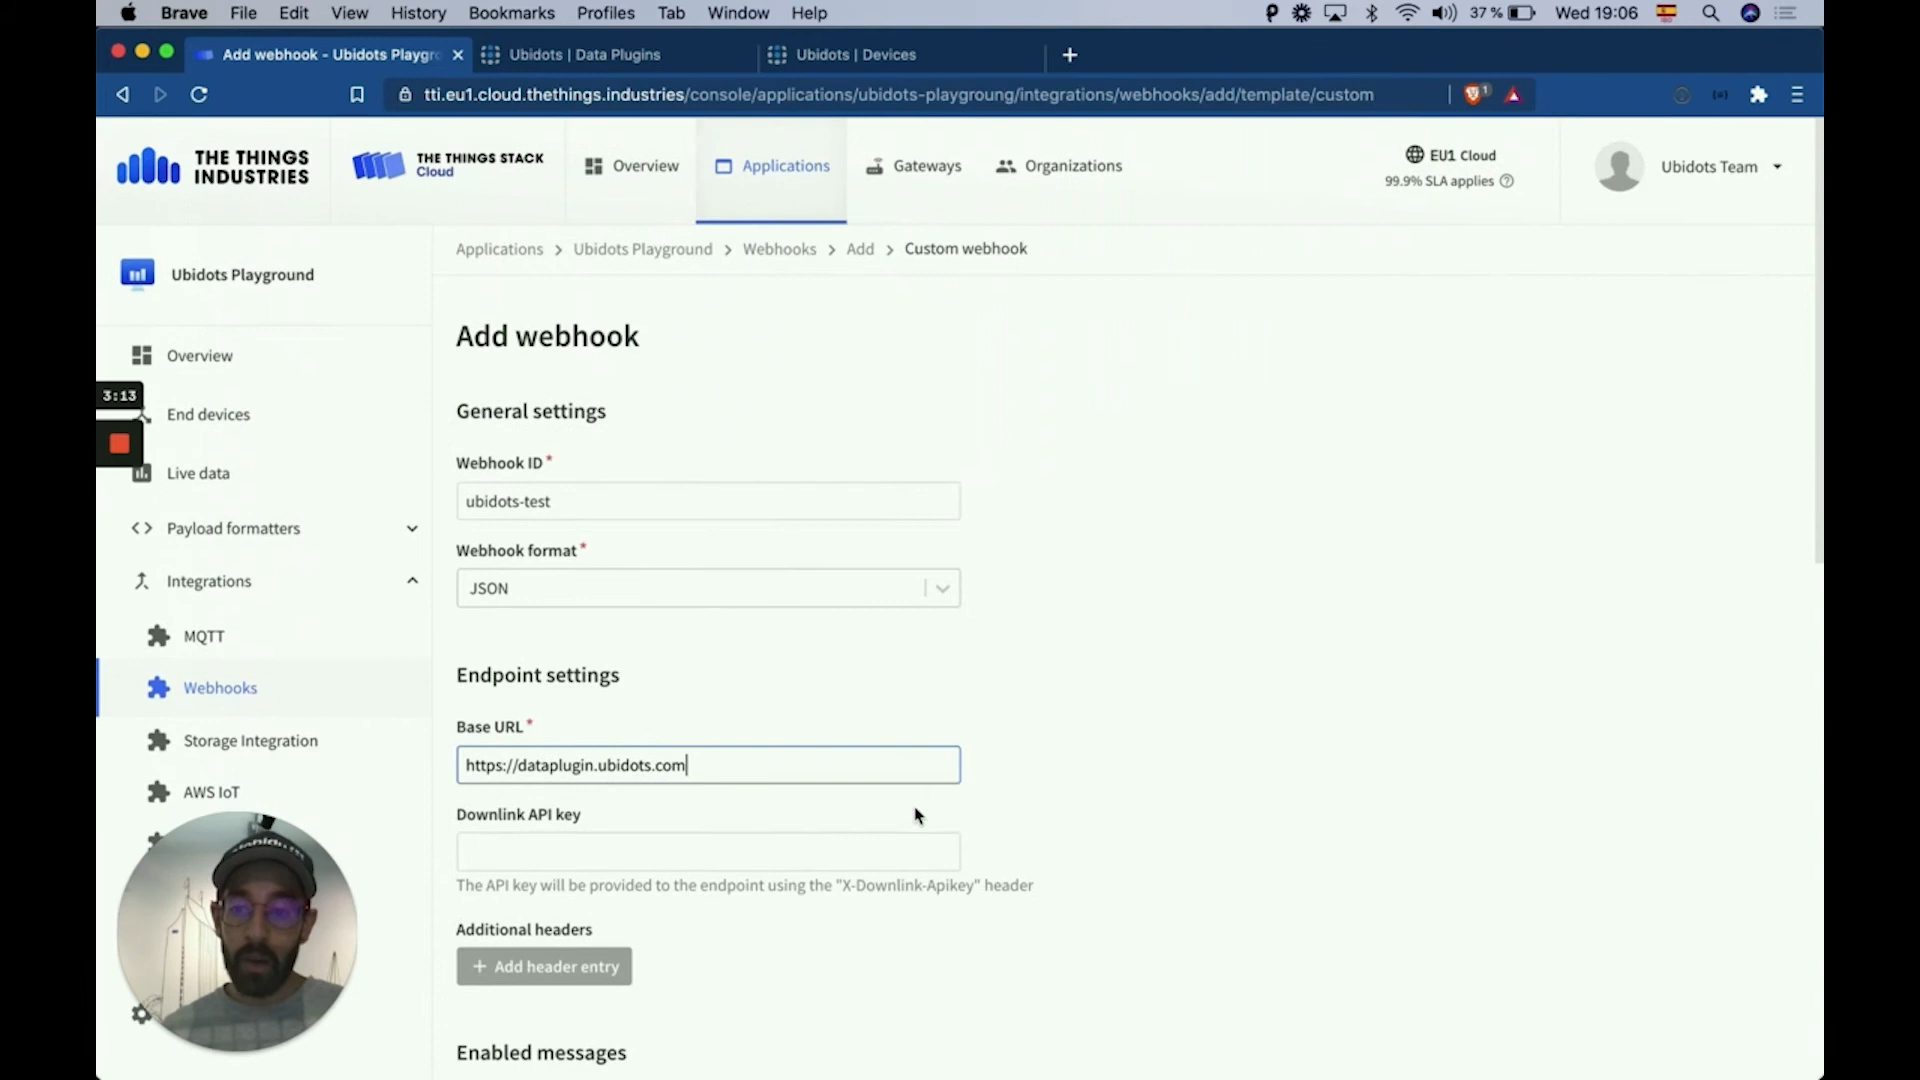 Brave File Edit View History Bookmarks Profiles Tab Window Help 37 % Wed 19:06
Add webhook - Ubidots Playgr
Ubidots | Data Plugins
Ubidots | Devices
tti.eu1.cloud.thethings.industries/console/applications/ubidots-playgroung/integrations/webhooks/add/template/custom
1
THE THINGS
INDUSTRIES
THE THINGS STACK
Cloud
Overview
Applications
Gateways
Organizations
EU1 Cloud
99.9% SLA applies
Ubidots Team
Ubidots Playground
Applications > Ubidots Playground > Webhooks > Add > Custom webhook
Overview
3:13
End devices
Live data
Payload formatters
Integrations
MQTT
Webhooks
Storage Integration
AWS IoT
Add webhook
General settings
Webhook ID *
ubidots-test
Webhook format *
JSON
Endpoint settings
Base URL *
https://dataplugin.ubidots.com
Downlink API key
The API key will be provided to the endpoint using the "X-Downlink-Apikey" header
Additional headers
+ Add header entry
Enabled messages